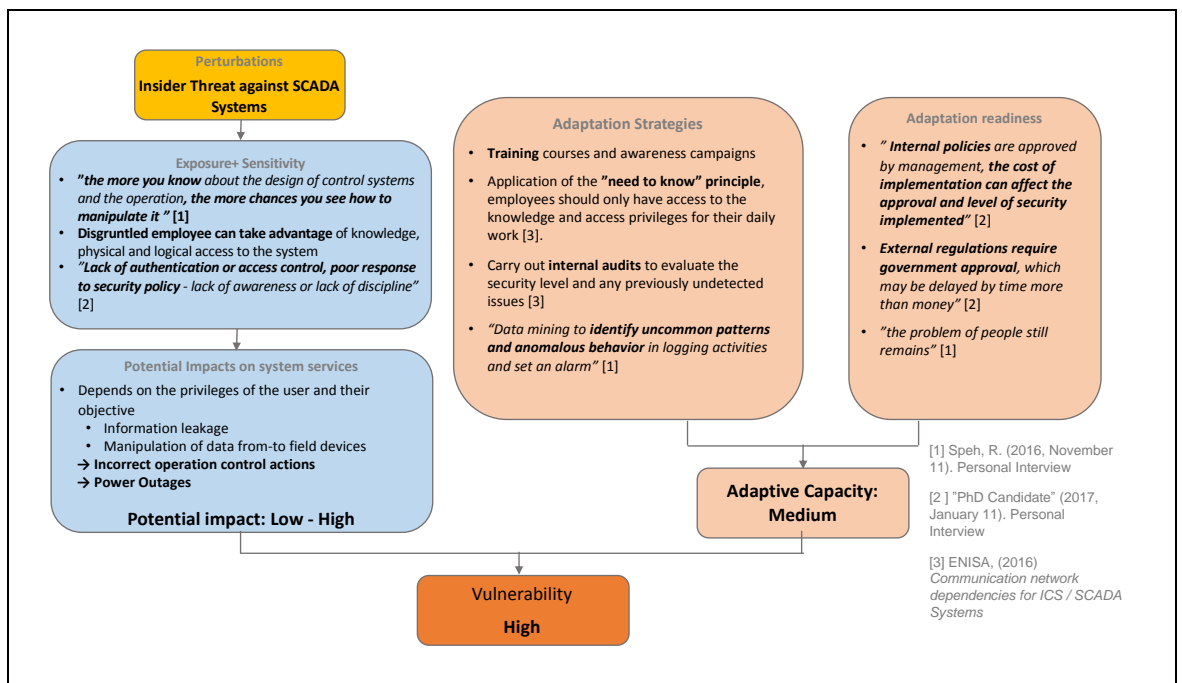 Perturbations
Insider Threat against SCADA
Systems
Exposure+ Sensitivity
• ”the more you know about the design of control systems
and the operation, the more chances you see how to
manipulate it ” [1]
• Disgruntled employee can take advantage of knowledge,
physical and logical access to the system
• ”Lack of authentication or access control, poor response
to security policy - lack of awareness or lack of discipline”
[2]
Potential Impacts on system services
• Depends on the privileges of the user and their
objective
• Information leakage
• Manipulation of data from-to field devices
→ Incorrect operation control actions
→ Power Outages
Potential impact: Low - High
Adaptation Strategies
• Training courses and awareness campaigns
• Application of the ”need to know” principle,
employees should only have access to the
knowledge and access privileges for their daily
work [3].
• Carry out internal audits to evaluate the
security level and any previously undetected
issues [3]
• “Data mining to identify uncommon patterns
and anomalous behavior in logging activities
and set an alarm” [1]
Adaptation readiness
• ” Internal policies are approved
by management, the cost of
implementation can affect the
approval and level of security
implemented” [2]
• External regulations require
government approval, which
may be delayed by time more
than money” [2]
• ”the problem of people still
remains” [1]
Adaptive Capacity:
Medium
Vulnerability
High
[1] Speh, R. (2016, November
11). Personal Interview
[2 ] ”PhD Candidate” (2017,
January 11). Personal
Interview
[3] ENISA, (2016)
Communication network
dependencies for ICS / SCADA
Systems